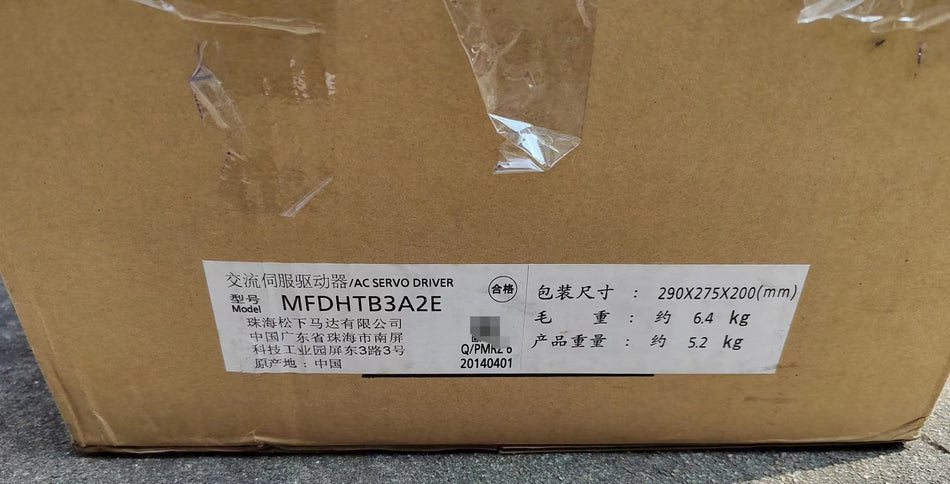 交流伺服驱动器/AC SERVO DRIVER
合格
型号
Model MFDHTB3A2E
珠海松下马达有限公司
中国广东省珠海市南屏
科技工业园屏东3路3号
Q/PMRZ 6
原产地：中国
20140401
包装尺寸 : 290X275X200(mm)
毛 重 : 约 6.4 kg
产品重量 : 约 5.2 kg